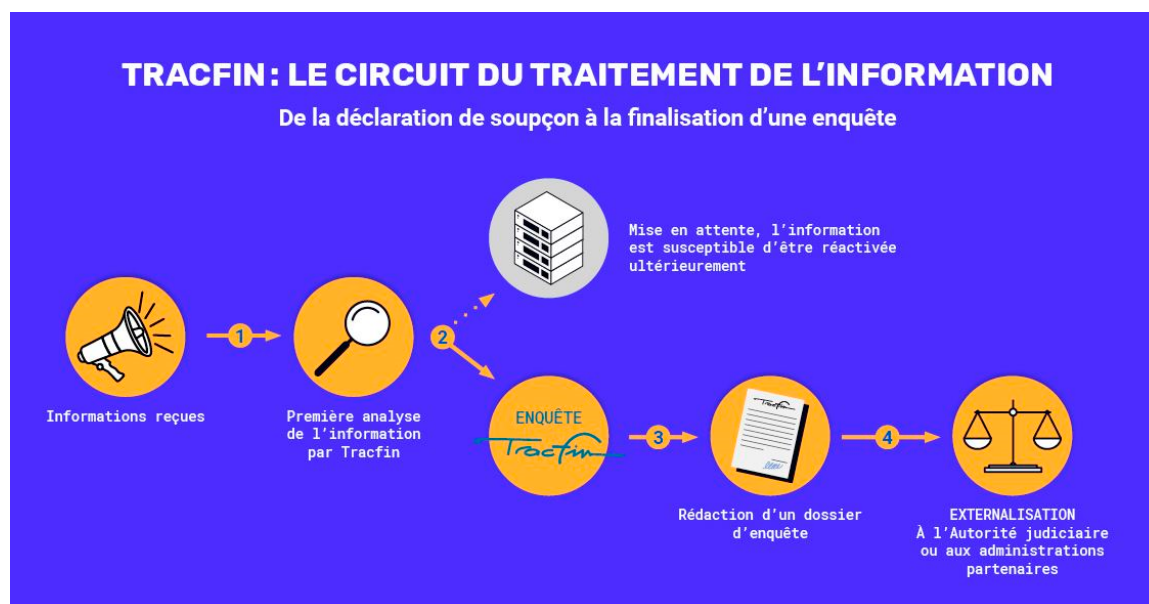 TRACFIN : LE CIRCUIT DU TRAITEMENT DE L’INFORMATION
De la déclaration de soupçon à la finalisation d’une enquête
Mise en attente, l’information
est susceptible d’être réactivée
ultérieurement
1
2
Informations reçues
Première analyse
de l’information
par Tracfin
ENQUÊTE
Tracfin
3
Tracfin
4
Rédaction d’un dossier
d’enquête
EXTERNALISATION
À l’Autorité judiciaire
ou aux administrations
partenaires